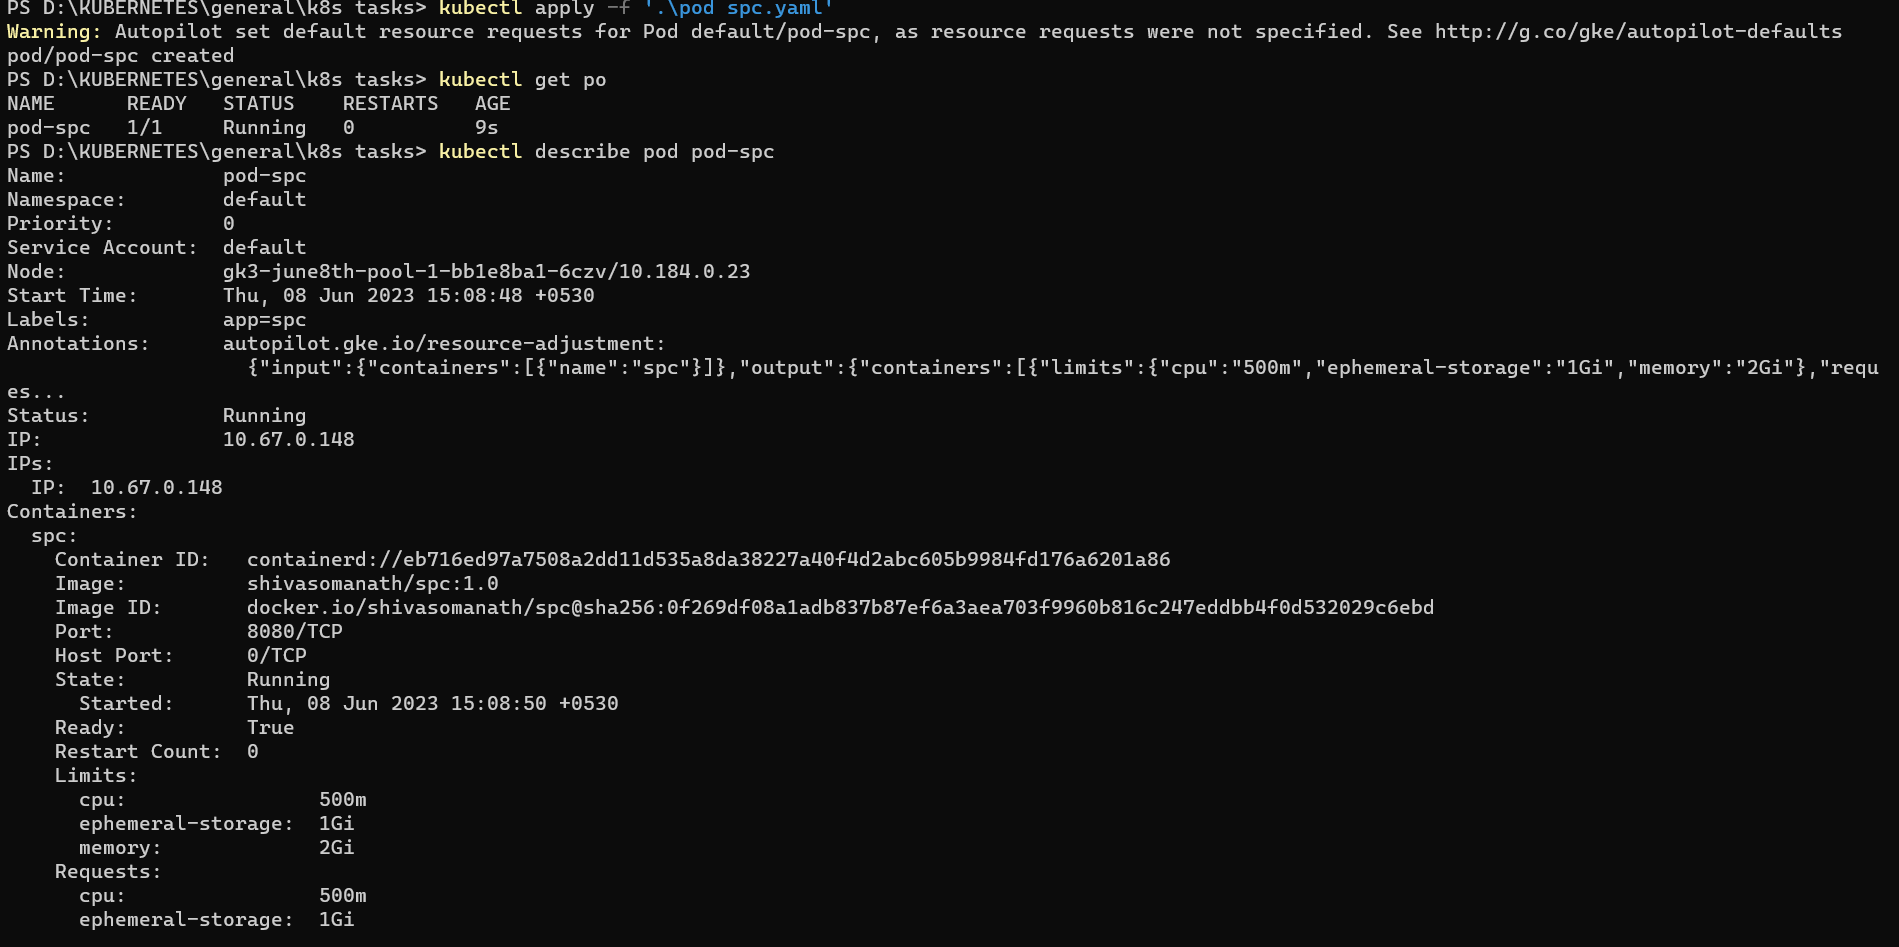 PS D:\KUBERNETES\general\k8s tasks> kubectl apply -f '.\pod spc.yaml'
Warning: Autopilot set default resource requests for Pod default/pod-spc, as resource requests were not specified. See http://g.co/gke/autopilot-defaults
pod/pod-spc created
PS D:\KUBERNETES\general\k8s tasks> kubectl get po
NAME      READY   STATUS    RESTARTS   AGE
pod-spc   1/1     Running   0          9s
PS D:\KUBERNETES\general\k8s tasks> kubectl describe pod pod-spc
Name:             pod-spc
Namespace:        default
Priority:         0
Service Account:  default
Node:             gk3-june8th-pool-1-bb1e8ba1-6czv/10.184.0.23
Start Time:       Thu, 08 Jun 2023 15:08:48 +0530
Labels:           app=spc
Annotations:      autopilot.gke.io/resource-adjustment:
                    {"input":{"containers":[{"name":"spc"}]},"output":{"containers":[{"limits":{"cpu":"500m","ephemeral-storage":"1Gi","memory":"2Gi"},"requ
es...
Status:           Running
IP:               10.67.0.148
IPs:
  IP:  10.67.0.148
Containers:
  spc:
    Container ID:   containerd://eb716ed97a7508a2dd11d535a8da38227a40f4d2abc605b9984fd176a6201a86
    Image:          shivasomanath/spc:1.0
    Image ID:       docker.io/shivasomanath/spc@sha256:0f269df08a1adb837b87ef6a3aea703f9960b816c247eddbb4f0d532029c6ebd
    Port:           8080/TCP
    Host Port:      0/TCP
    State:          Running
      Started:      Thu, 08 Jun 2023 15:08:50 +0530
    Ready:          True
    Restart Count:  0
    Limits:
      cpu:                500m
      ephemeral-storage:  1Gi
      memory:             2Gi
    Requests:
      cpu:                500m
      ephemeral-storage:  1Gi